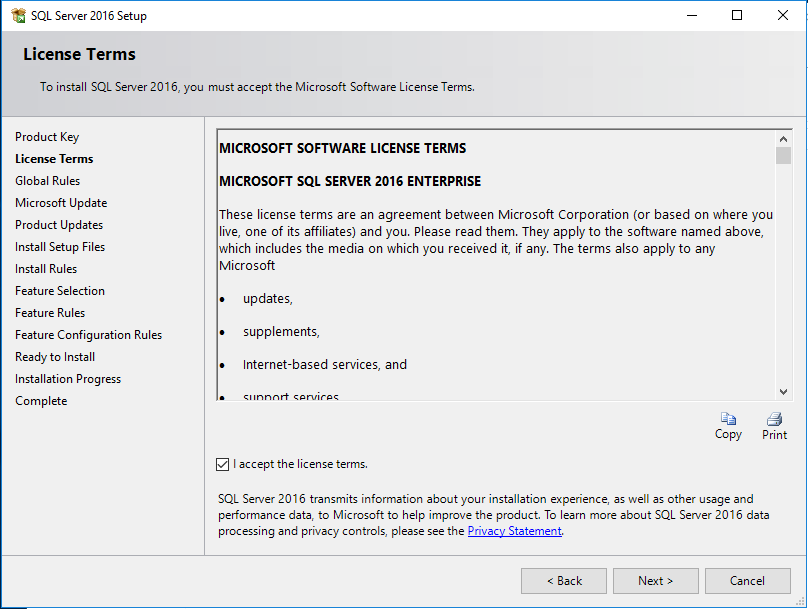 SQL Server 2016 Setup
License Terms
To install SQL Server 2016, you must accept the Microsoft Software License Terms.
Product Key
License Terms
Global Rules
Microsoft Update
Product Updates
Install Setup Files
Install Rules
Feature Selection
Feature Rules
Feature Configuration Rules
Ready to Install
Installation Progress
Complete
MICROSOFT SOFTWARE LICENSE TERMS
MICROSOFT SQL SERVER 2016 ENTERPRISE
These license terms are an agreement between Microsoft Corporation (or based on where you
live, one of its affiliates) and you. Please read them. They apply to the software named above,
which includes the media on which you received it, if any. The terms also apply to any
Microsoft
• updates,
• supplements,
• Internet-based services, and
• support services
Copy
Print
I accept the license terms.
SQL Server 2016 transmits information about your installation experience, as well as other usage and
performance data, to Microsoft to help improve the product. To learn more about SQL Server 2016 data
processing and privacy controls, please see the Privacy Statement.
< Back
Next >
Cancel